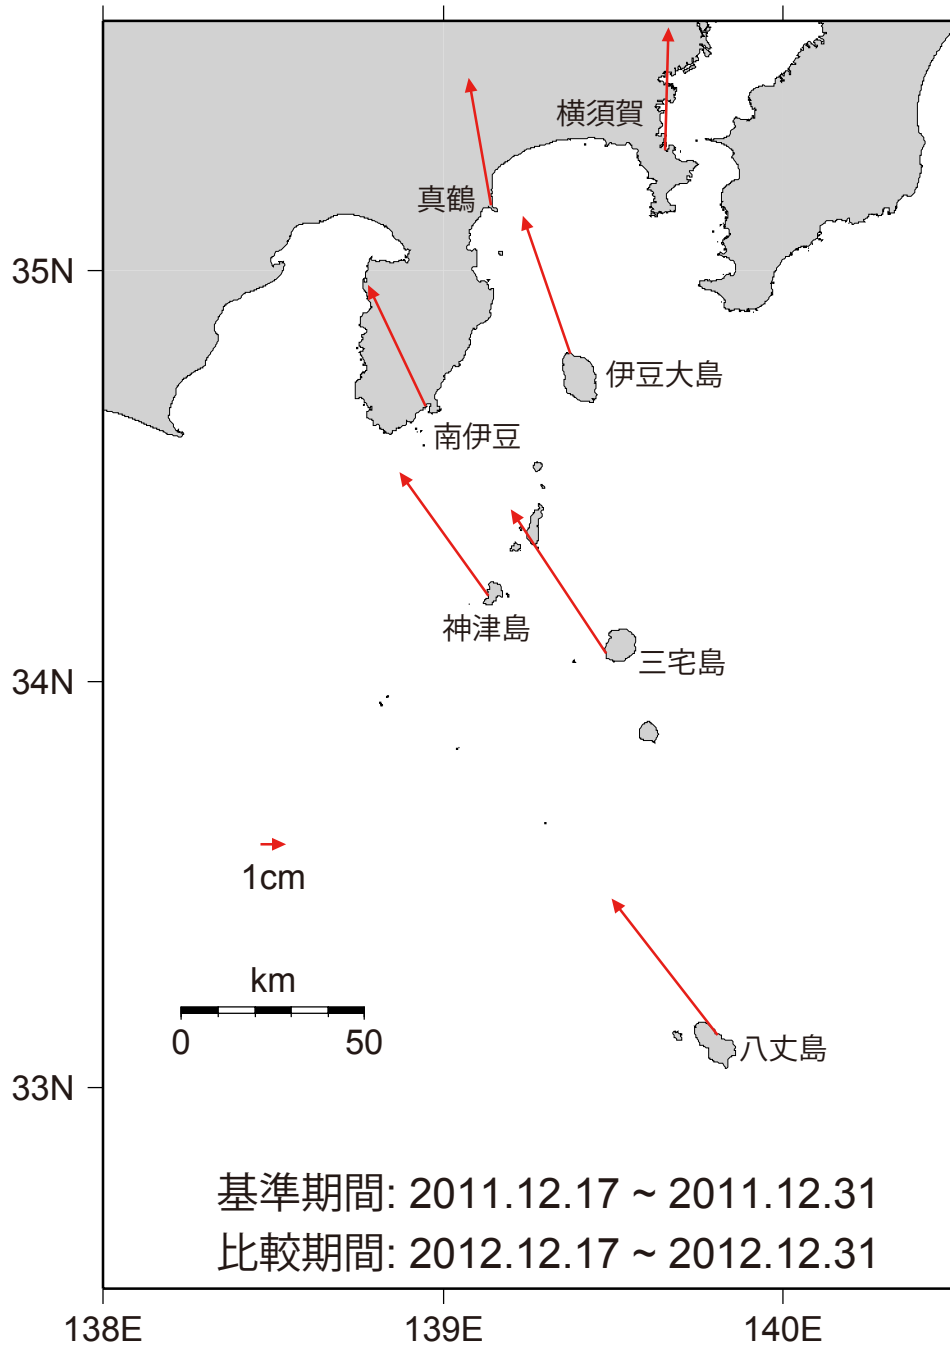 横須賀
真鶴
35N
伊豆大島
南伊豆
神津島
三宅島
34N
1cm
km
0 50
八丈島
33N
基準期間: 2011.12.17 ~ 2011.12.31
比較期間: 2012.12.17 ~ 2012.12.31
138E 139E 140E